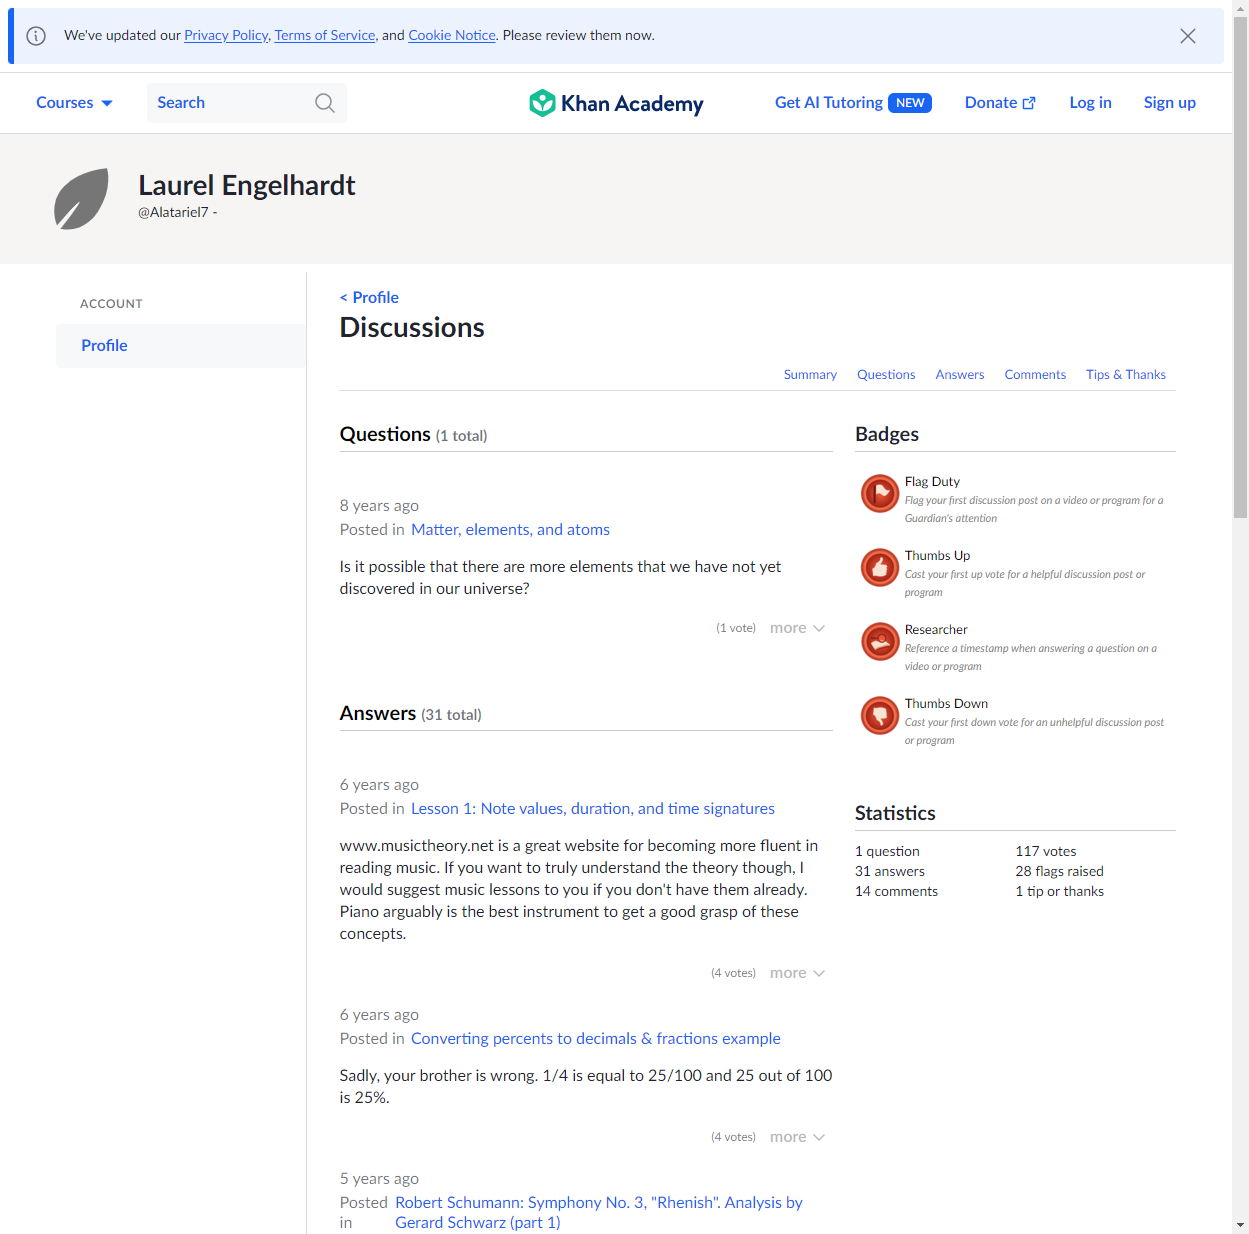 We've updated our Privacy Policy, Terms of Service, and Cookie Notice. Please review them now.
Courses
Search
Khan Academy
Get AI Tutoring NEW
Donate
Log in
Sign up
Laurel Engelhardt
@Alatariel7 -
ACCOUNT
Profile
< Profile
Discussions
Summary
Questions
Answers
Comments
Tips & Thanks
Questions (1 total)
8 years ago
Posted in Matter, elements, and atoms
Is it possible that there are more elements that we have not yet
discovered in our universe?
(1 vote) more
Answers (31 total)
6 years ago
Posted in Lesson 1: Note values, duration, and time signatures
www.musictheory.net is a great website for becoming more fluent in
reading music. If you want to truly understand the theory though, I
would suggest music lessons to you if you don't have them already.
Piano arguably is the best instrument to get a good grasp of these
concepts.
(4 votes) more
6 years ago
Posted in Converting percents to decimals & fractions example
Sadly, your brother is wrong. 1/4 is equal to 25/100 and 25 out of 100
is 25%.
(4 votes) more
5 years ago
Posted in Robert Schumann: Symphony No. 3, "Rhenish". Analysis by
Gerard Schwarz (part 1)
Badges
Flag Duty
Flag your first discussion post on a video or program for a
Guardian's attention
Thumbs Up
Cast your first up vote for a helpful discussion post or
program
Researcher
Reference a timestamp when answering a question on a
video or program
Thumbs Down
Cast your first down vote for an unhelpful discussion post
or program
Statistics
1 question
117 votes
31 answers
28 flags raised
14 comments
1 tip or thanks